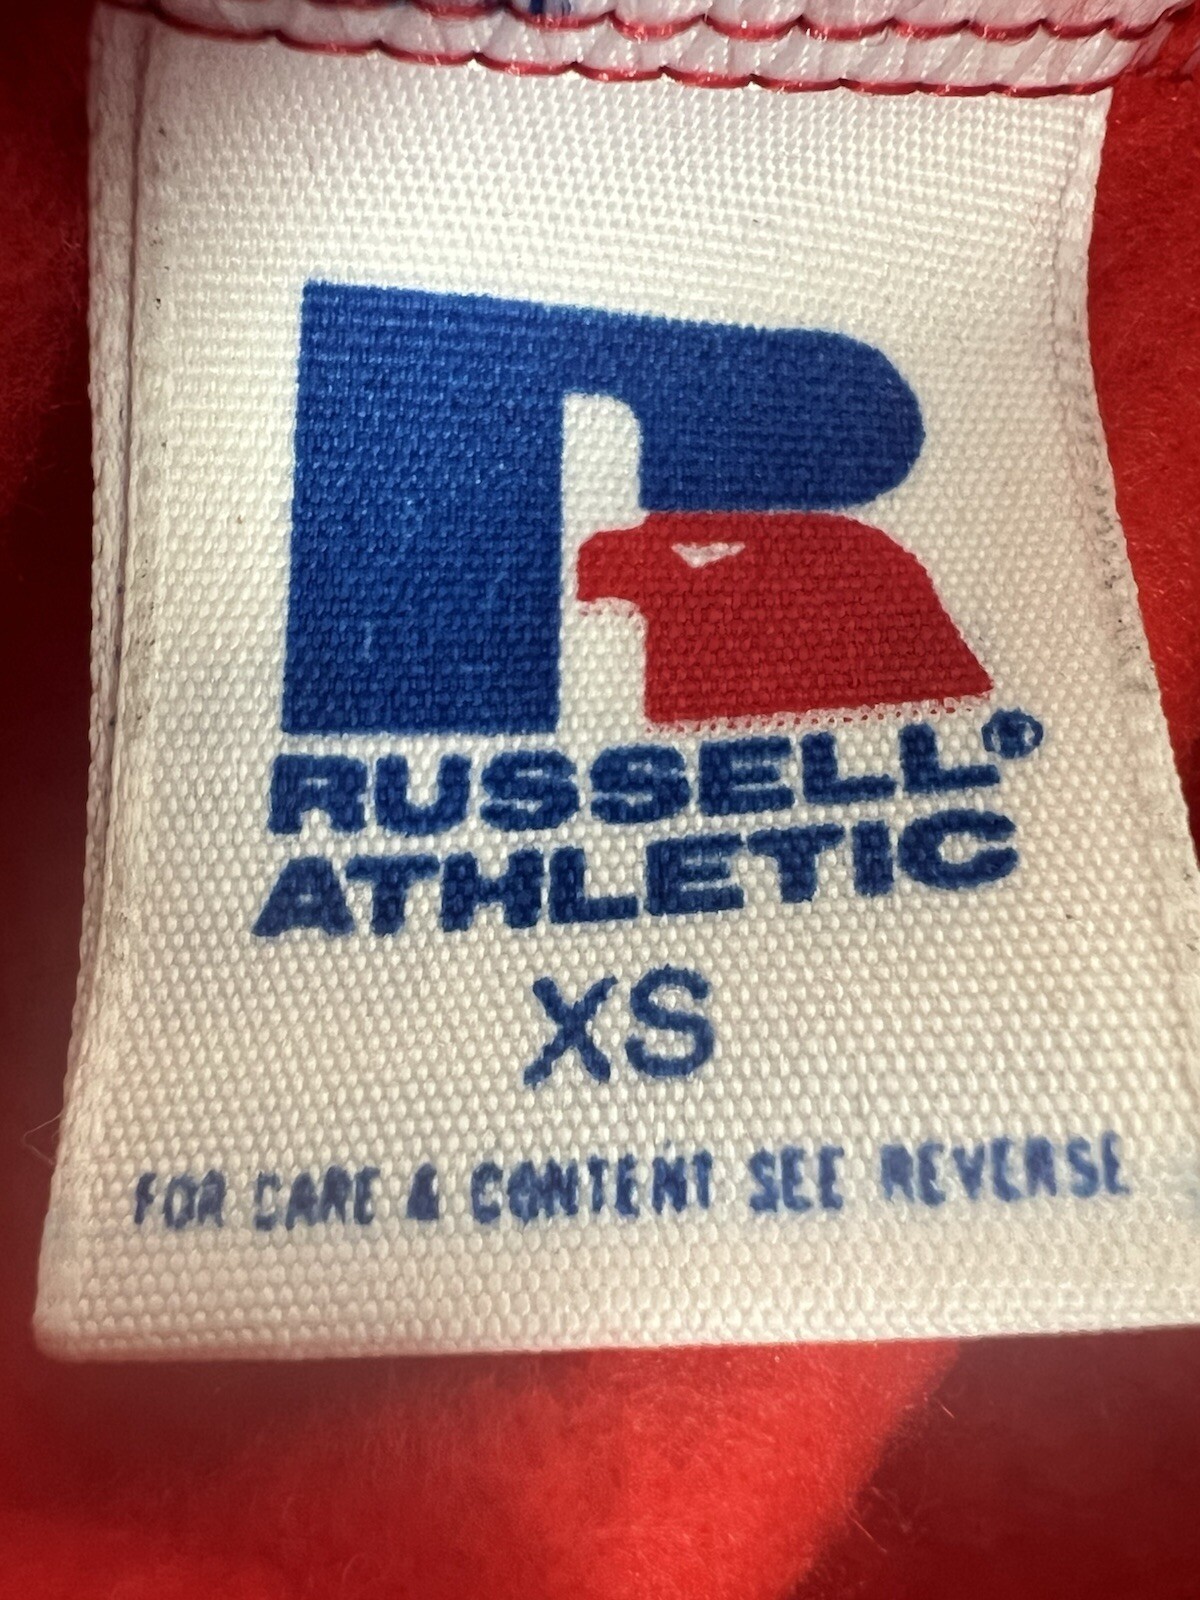 RUSSELL®
ATHLETIC
XS
FOR CARE & CONTENT SEE REVERSE